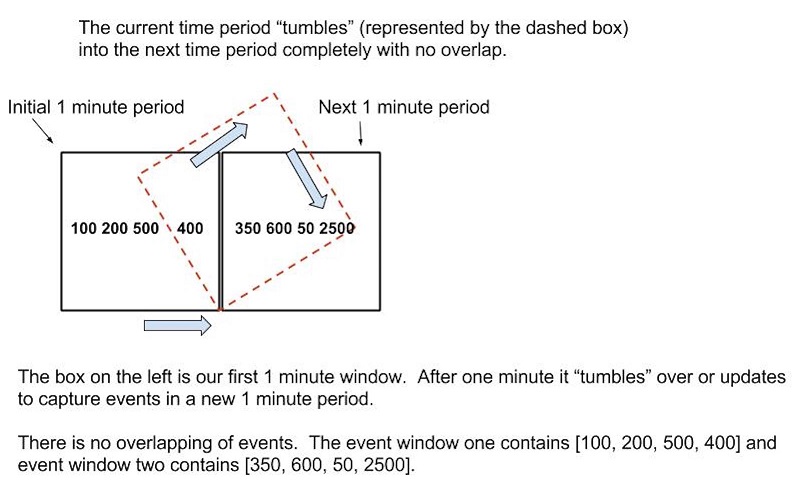 The current time period “tumbles” (represented by the dashed box)
into the next time period completely with no overlap.
Initial 1 minute period
Next 1 minute period
100 200 500 400
350 600 50 2500
The box on the left is our first 1 minute window. After one minute it “tumbles” over or updates
to capture events in a new 1 minute period.
There is no overlapping of events. The event window one contains [100, 200, 500, 400] and
event window two contains [350, 600, 50, 2500].